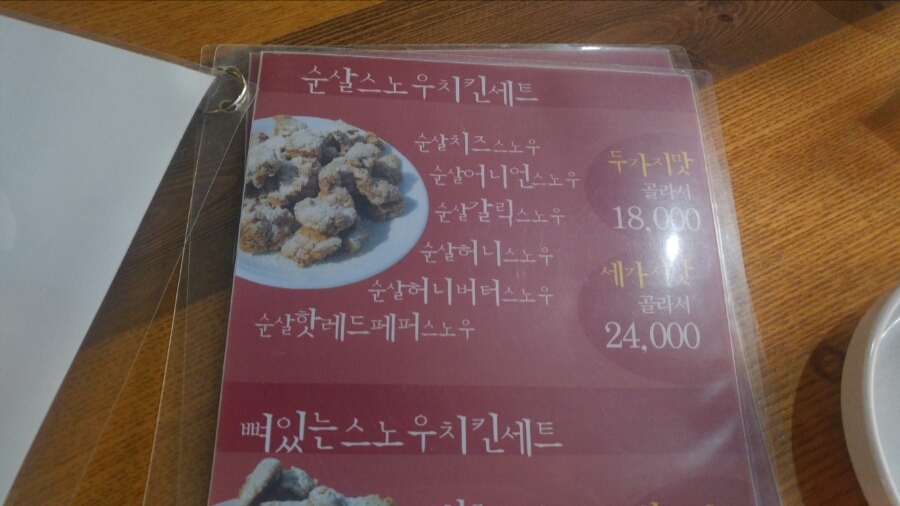 순살스노우치킨세트
순살치즈스노우
순살어니언스노우
순살갈릭스노우
순살허니스노우
순살허니버터스노우
순살핫레드페퍼스노우
두가지맛
골라서
18,000
세가지맛
골라서
24,000
뼈있는스노우치킨세트